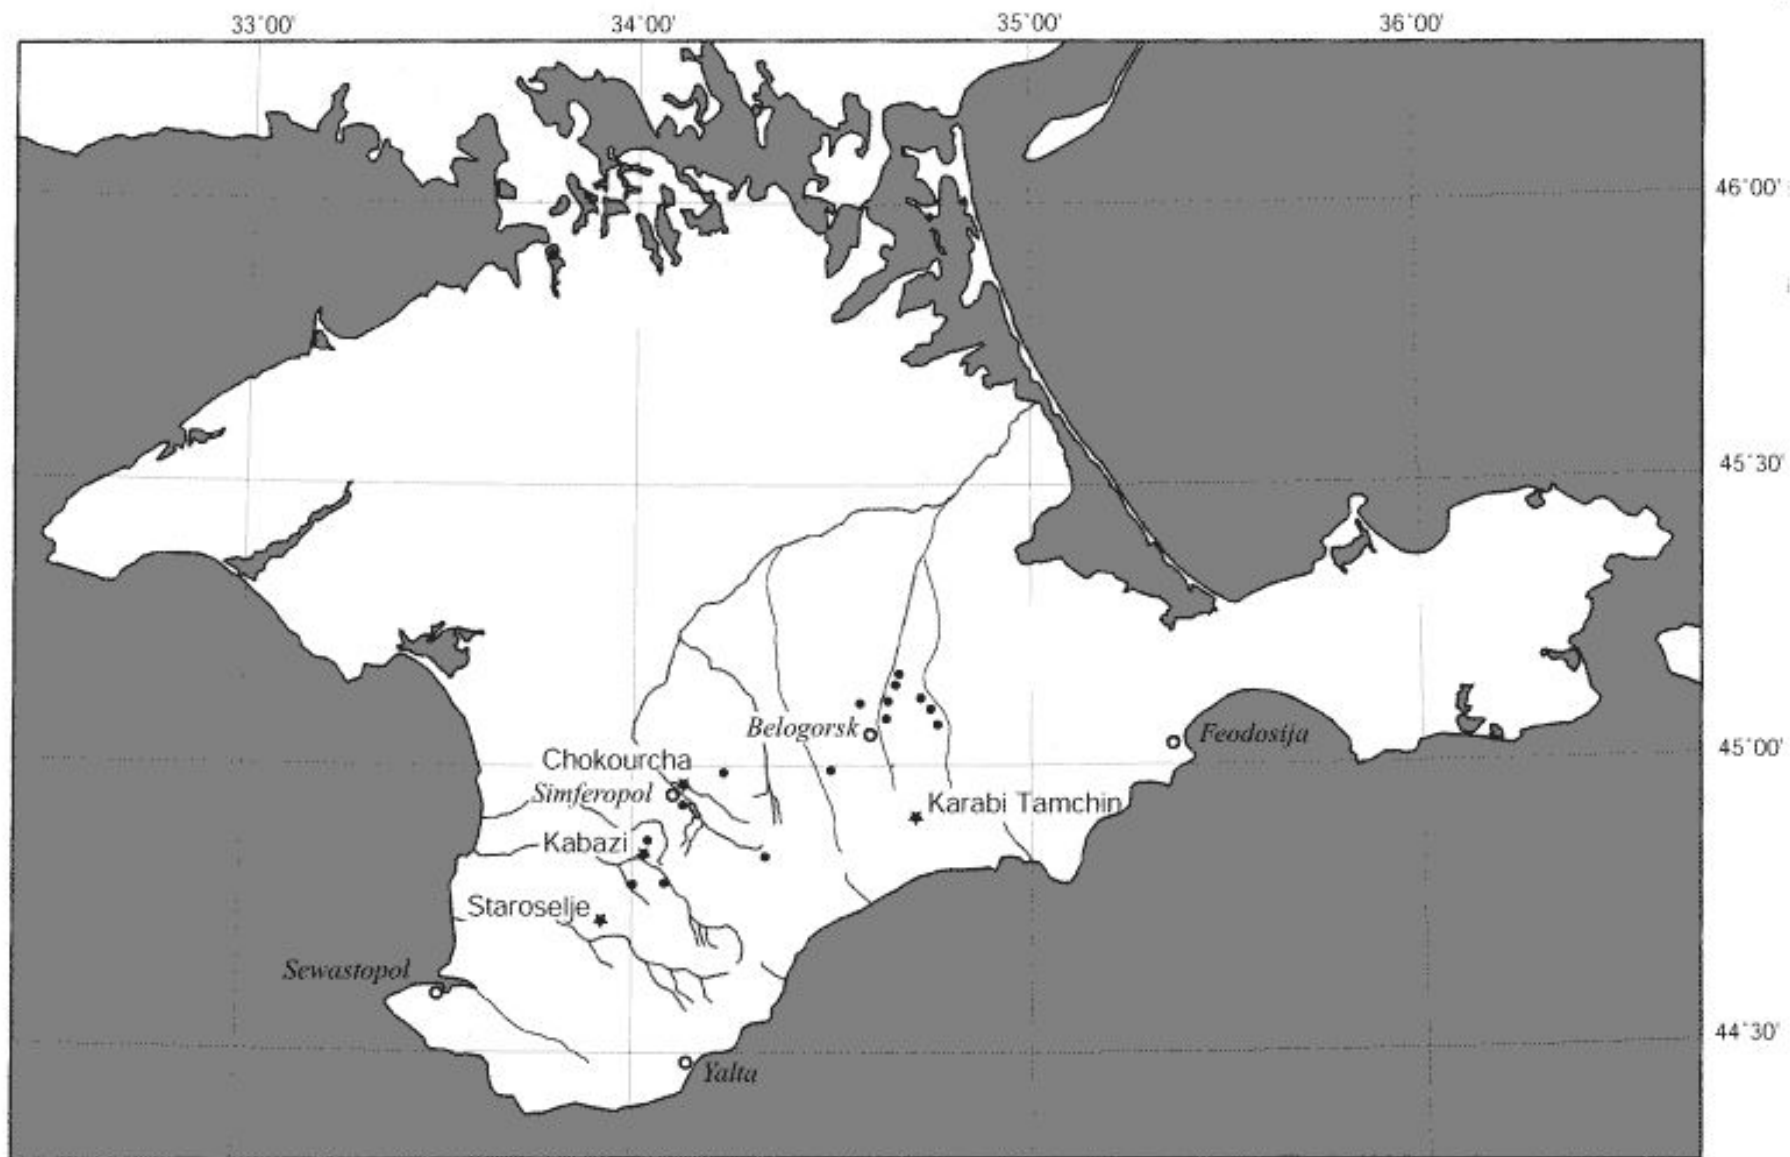 33°00'
34°00'
35°00'
36°00'
46°00'
45°30'
Belogorsk
Feodosija
45°00'
Chokourcha
Simferopol
Karabi Tamchin
Kabazi
Staroselje
Sewastopol
44°30'
Yalta